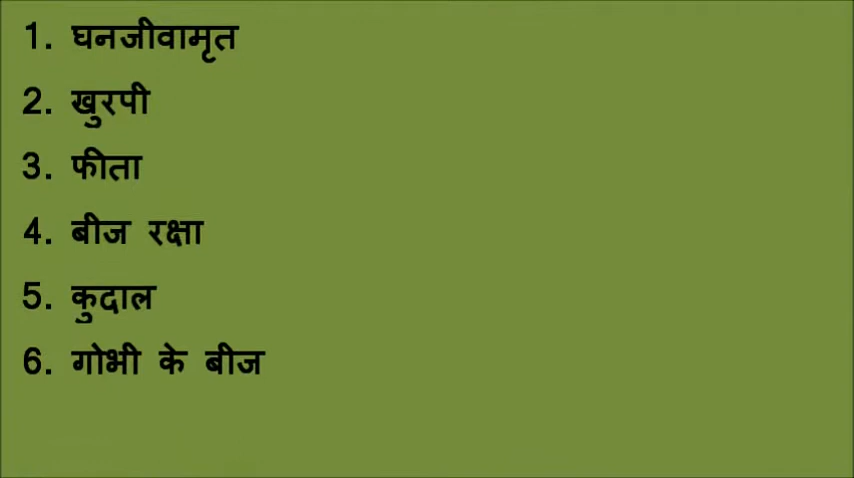 1. घनजीवामृत
2. खुरपी
3. फीता
4. बीज रक्षा
5. कुदाल
6. गोभी के बीज